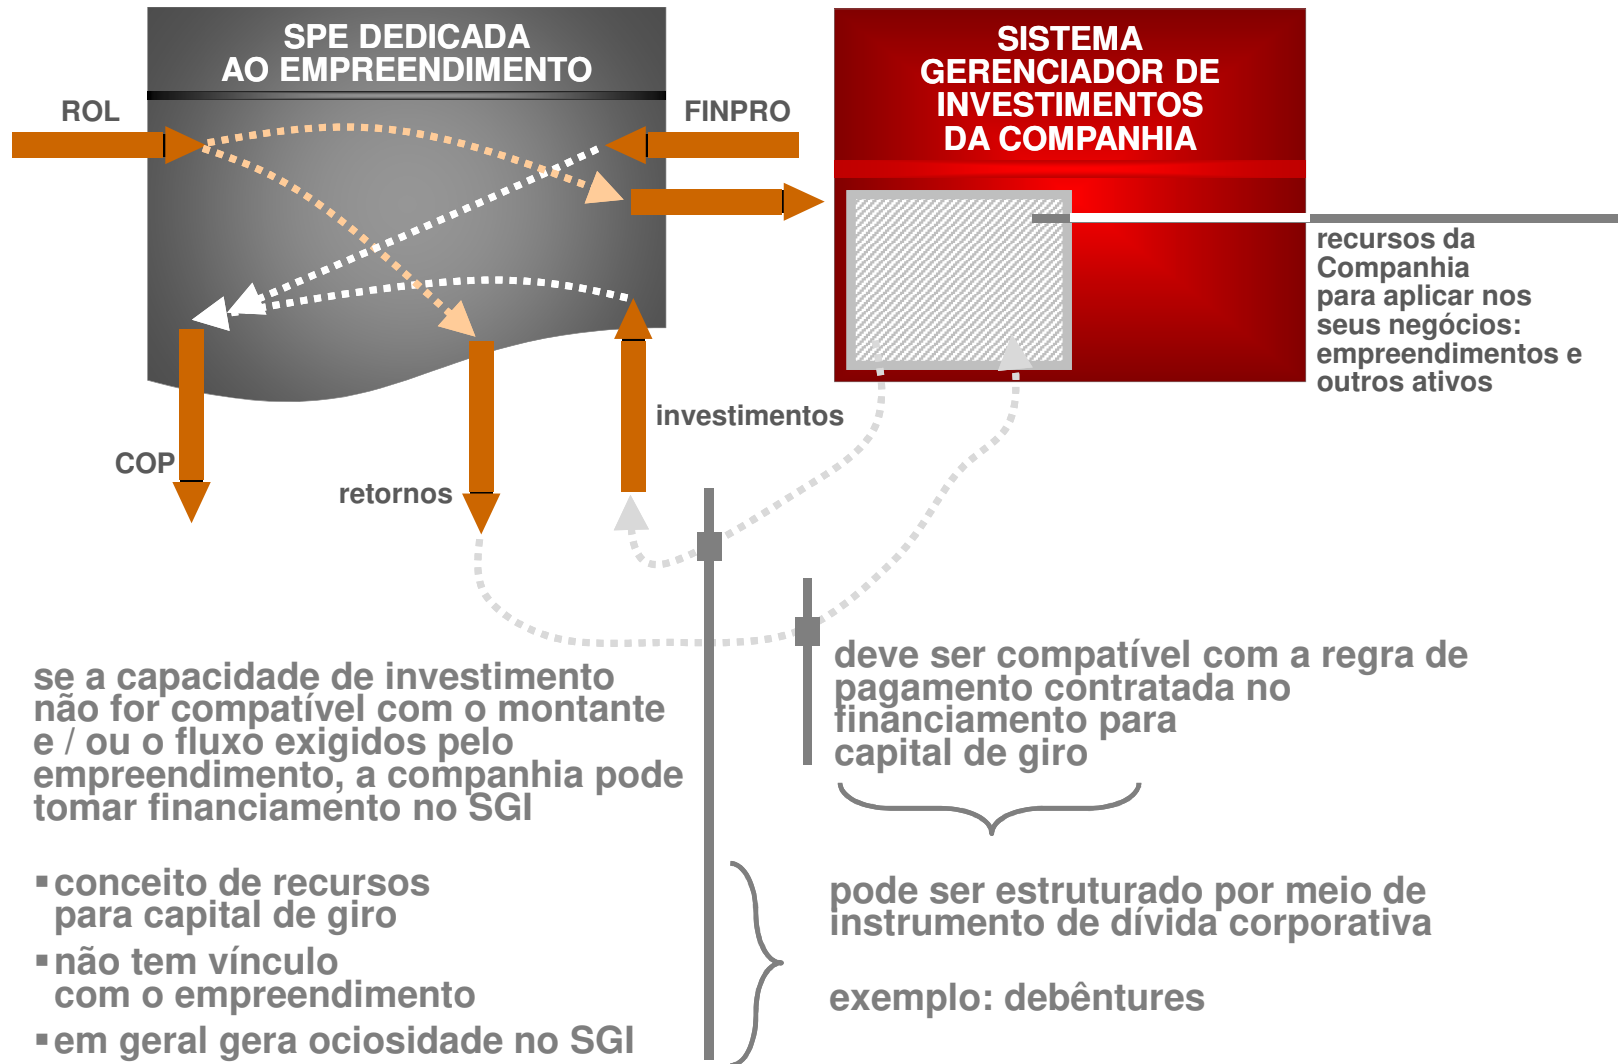 SPE DEDICADA
AO EMPREENDIMENTO
SISTEMA
GERENCIADOR DE
INVESTIMENTOS
DA COMPANHIA
ROL
FINPRO
recursos da
Companhia
para aplicar nos
seus negócios:
empreendimentos e
outros ativos
investimentos
COP
retornos
se a capacidade de investimento
não for compatível com o montante
e / ou o fluxo exigidos pelo
empreendimento, a companhia pode
tomar financiamento no SGI
▪ conceito de recursos
para capital de giro
▪ não tem vínculo
com o empreendimento
▪ em geral gera ociosidade no SGI
deve ser compatível com a regra de
pagamento contratada no
financiamento para
capital de giro
pode ser estruturado por meio de
instrumento de dívida corporativa
exemplo: debêntures